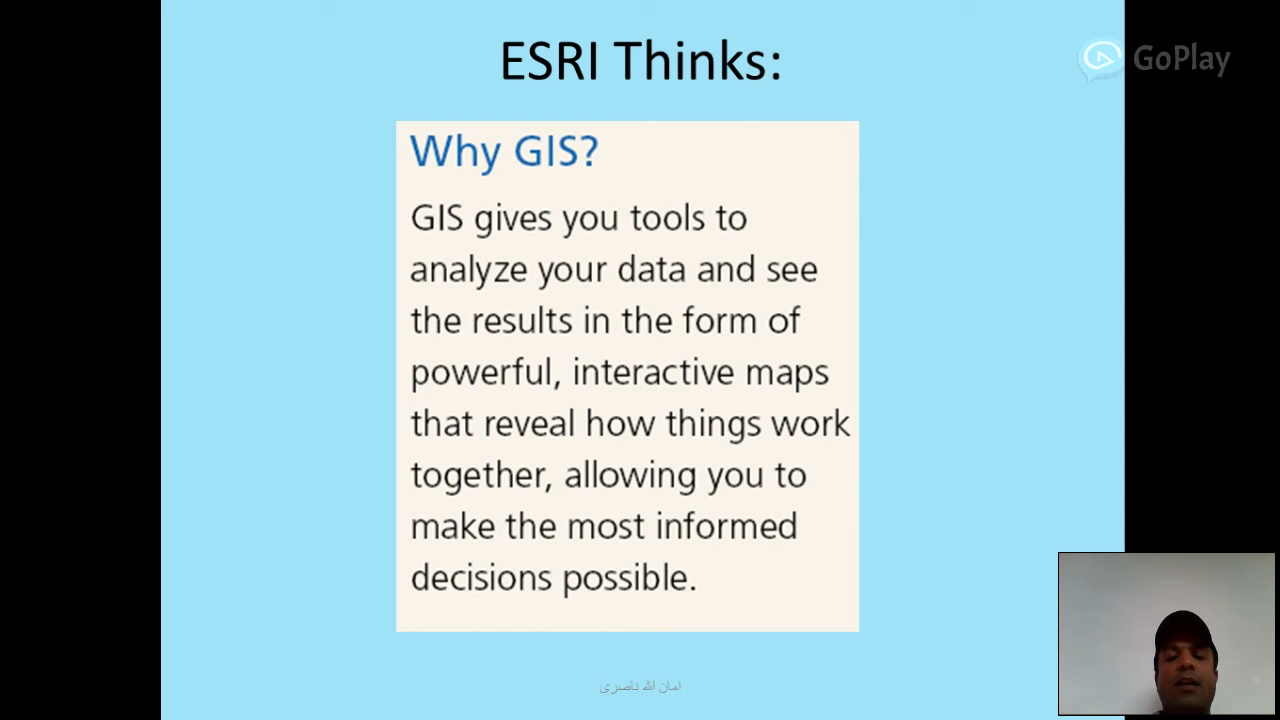 ESRI Thinks:
GoPlay
Why GIS?
GIS gives you tools to
analyze your data and see
the results in the form of
powerful, interactive maps
that reveal how things work
together, allowing you to
make the most informed
decisions possible.
امان الله ناصری